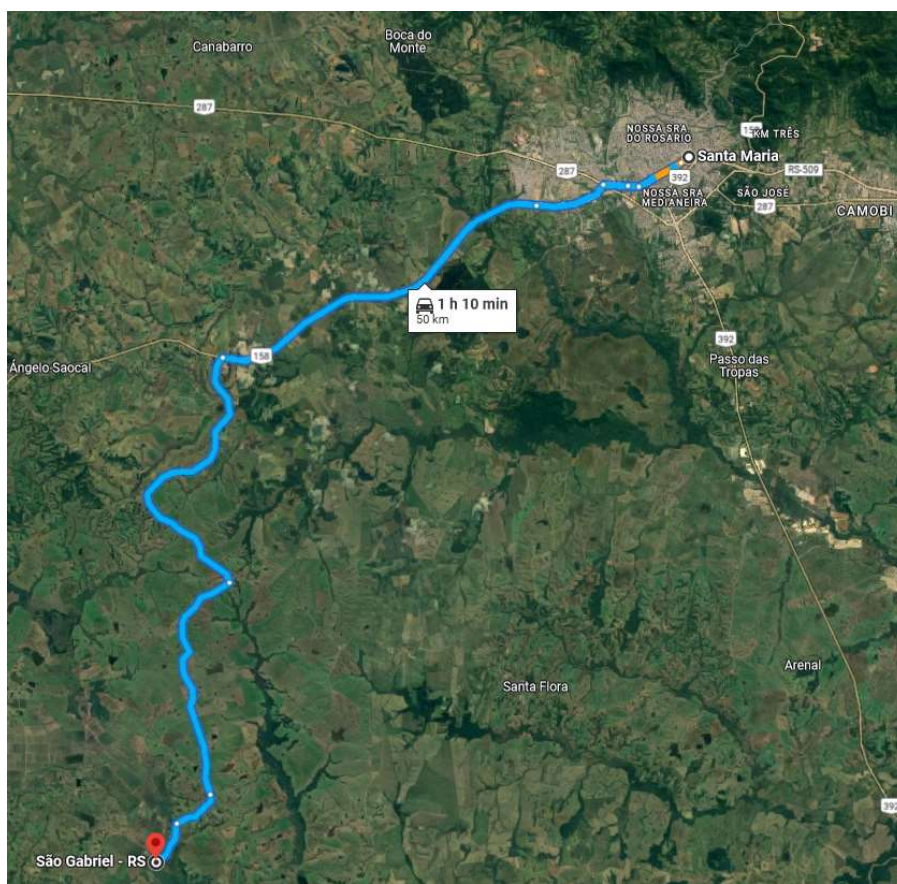 Canabarro
Boca do
Monte
287
NOSSA SRA.
DO ROSÁRIO
KM TRÊS
Santa Maria
287
392
RS-509
NOSSA SRA
MEDIANEIRA
SÃO JOSÉ
287
CAMOBI
1 h 10 min
50 km
392
158
Ângelo Saocal
Passo das
Tropas
Arenal
Santa Flora
392
São Gabriel - RS